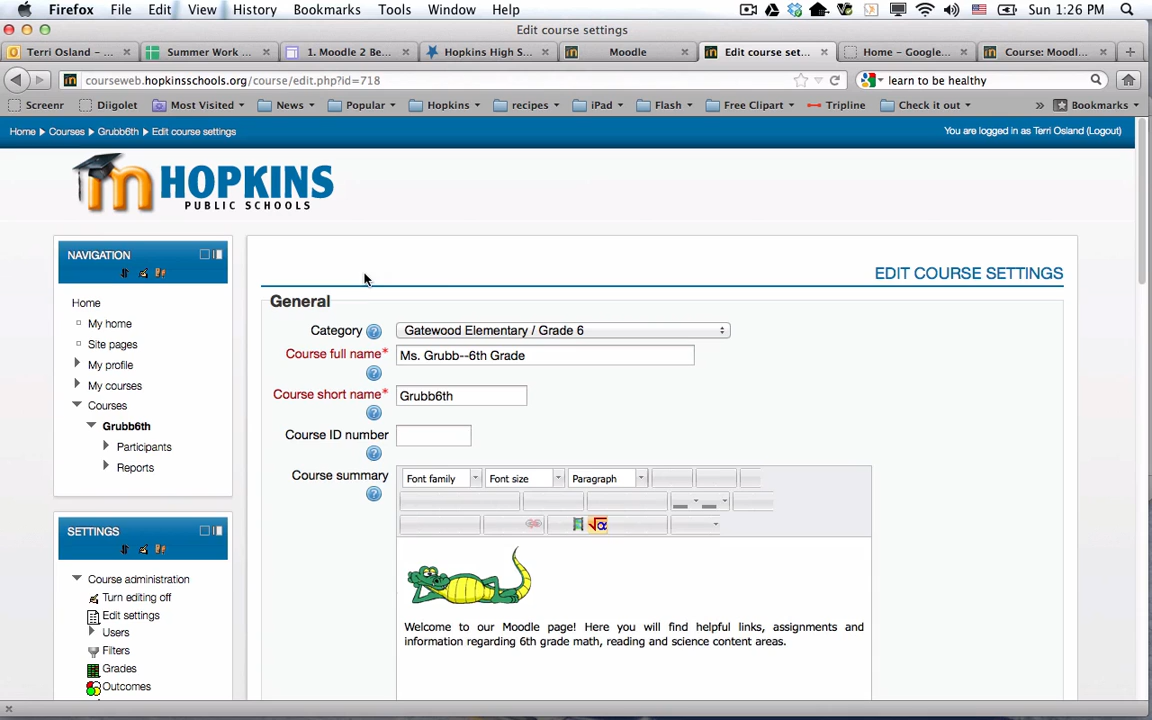 Firefox File Edit View History Bookmarks Tools Window Help Sun 1:26 PM
Edit course settings
Terri Osland – ... Summer Work ... 1. Moodle 2 Be... Hopkins High S... Moodle Edit course set... Home – Google... Course: Moodl...
courseweb.hopkinsschools.org/course/edit.php?id=718 learn to be healthy
Screenr Diigolet Most Visited News Popular Hopkins recipes iPad Flash Free Clipart Tripline Check it out » Bookmarks
Home Courses Grubb6th Edit course settings You are logged in as Terri Osland (Logout)
m HOPKINS
PUBLIC SCHOOLS
NAVIGATION
Home
My home
Site pages
My profile
My courses
Courses
Grubb6th
Participants
Reports
SETTINGS
Course administration
Turn editing off
Edit settings
Users
Filters
Grades
Outcomes
EDIT COURSE SETTINGS
General
Category ? Gatewood Elementary / Grade 6
Course full name* Ms. Grubb--6th Grade
?
Course short name* Grubb6th
?
Course ID number
?
Course summary Font family Font size Paragraph
?
√α
Welcome to our Moodle page! Here you will find helpful links, assignments and
information regarding 6th grade math, reading and science content areas.